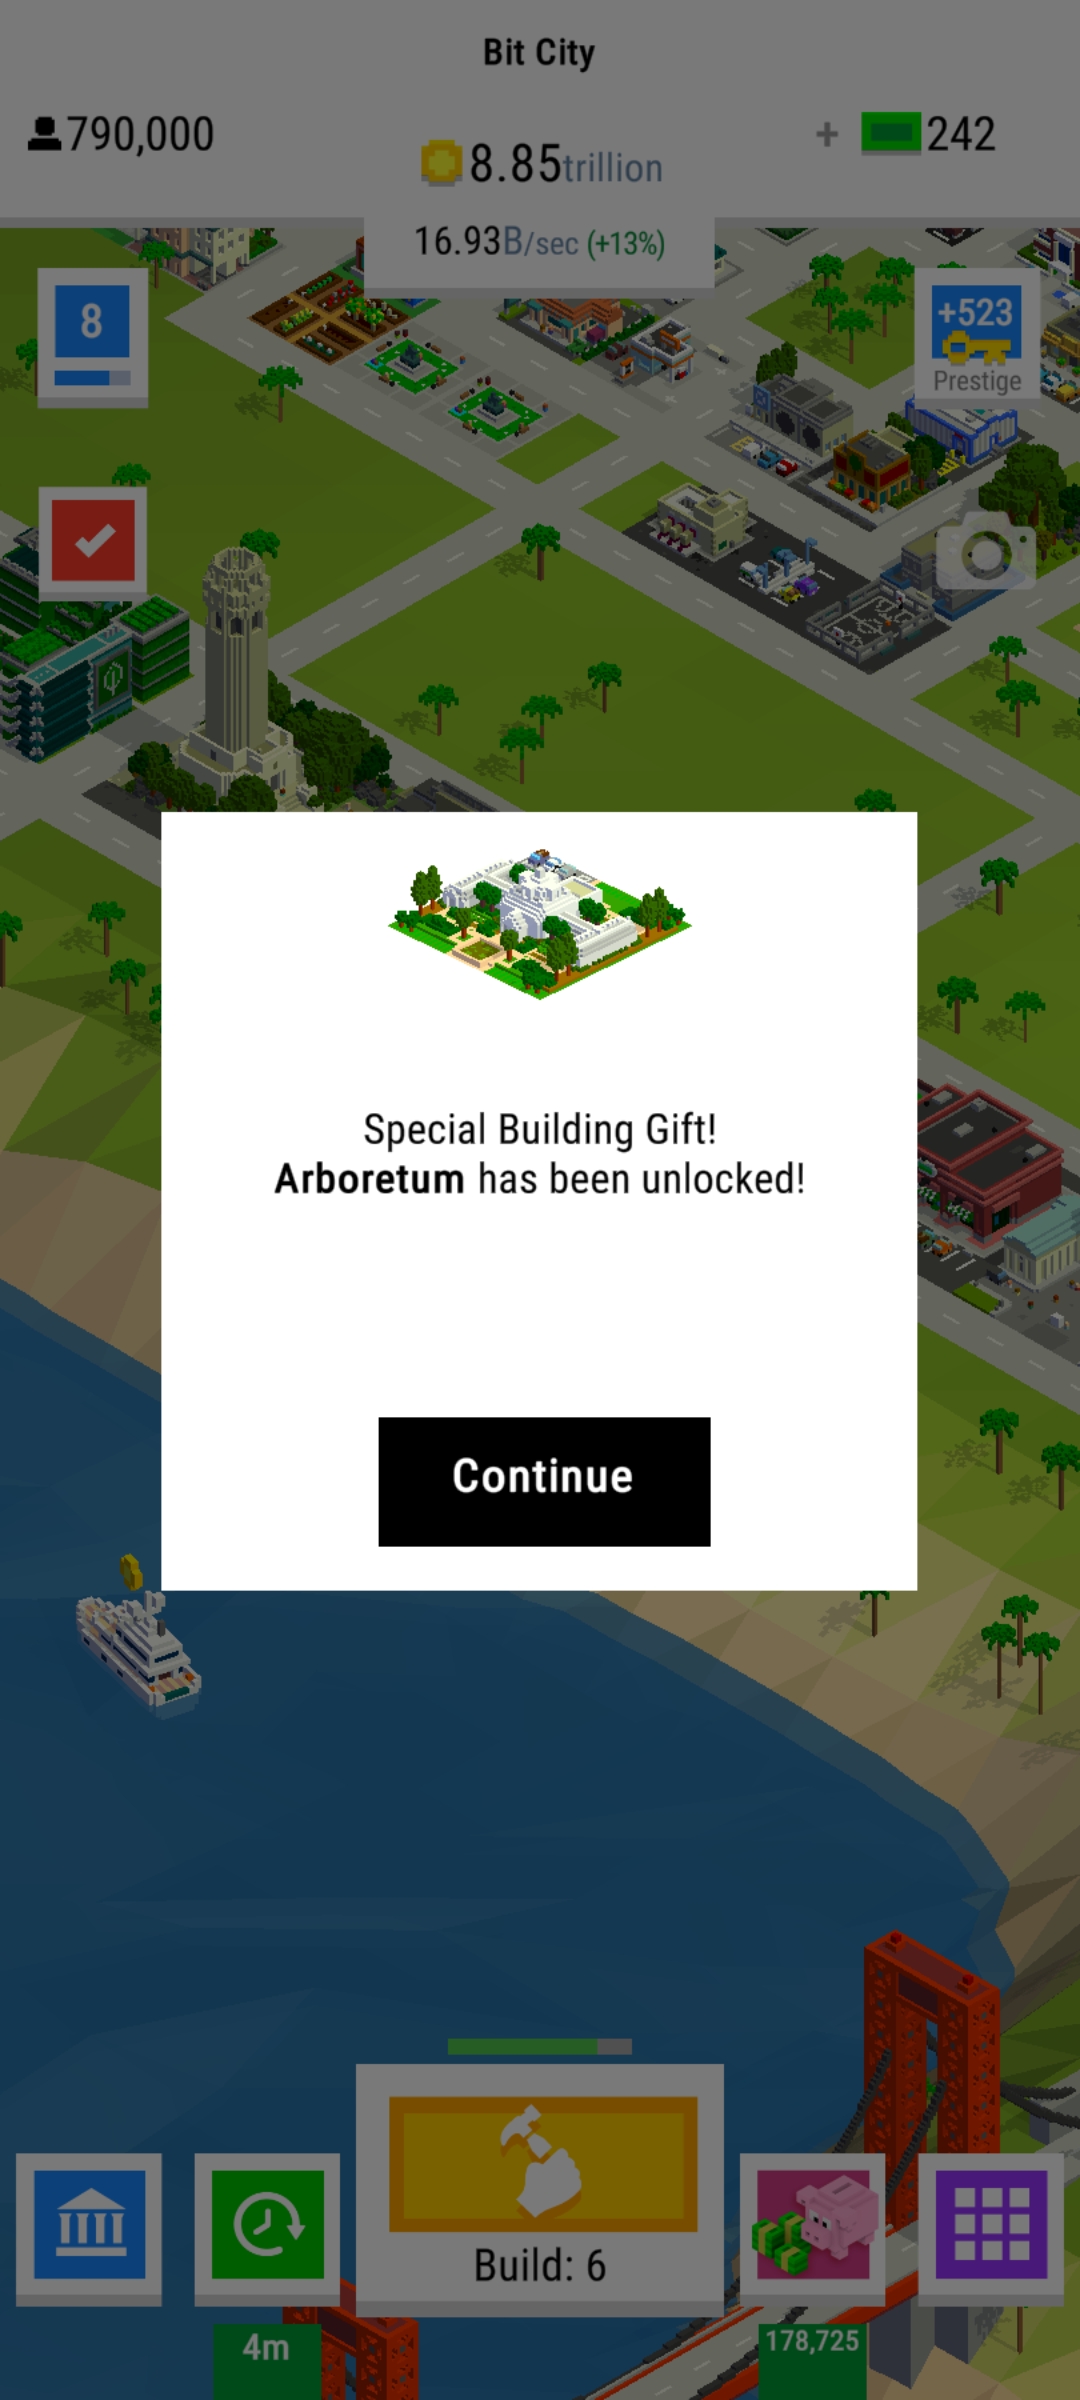 Bit City
790,000
8.85trillion
+ 242
16.93B/sec (+13%)
8
+523
Prestige
Special Building Gift!
Arboretum has been unlocked!
Continue
Build: 6
4m
178,725